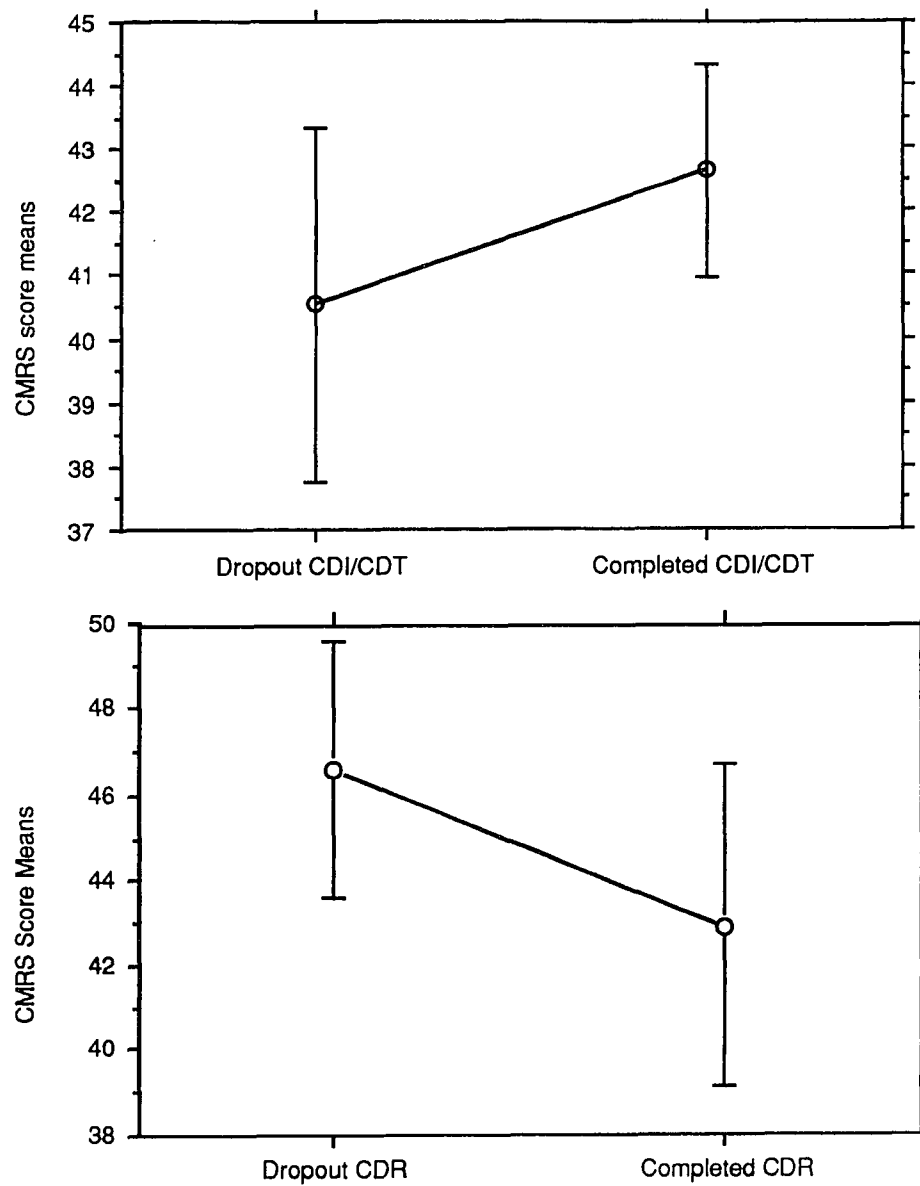 45
44
43
42
41
40
39
38
37
CMRS score means
Dropout CDI/CDT
Completed CDI/CDT
50
48
46
44
42
40
38
CMRS Score Means
Dropout CDR
Completed CDR